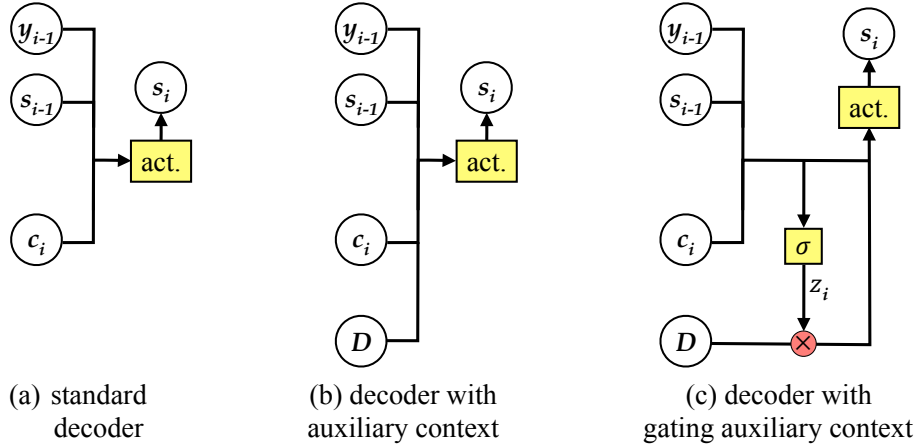 y_{i-1}
s_{i-1}
s_i
act.
c_i
(a) standard
decoder
y_{i-1}
s_{i-1}
s_i
act.
c_i
D
(b) decoder with
auxiliary context
y_{i-1}
s_i
s_{i-1}
act.
c_i
σ
z_i
D
×
(c) decoder with
gating auxiliary context